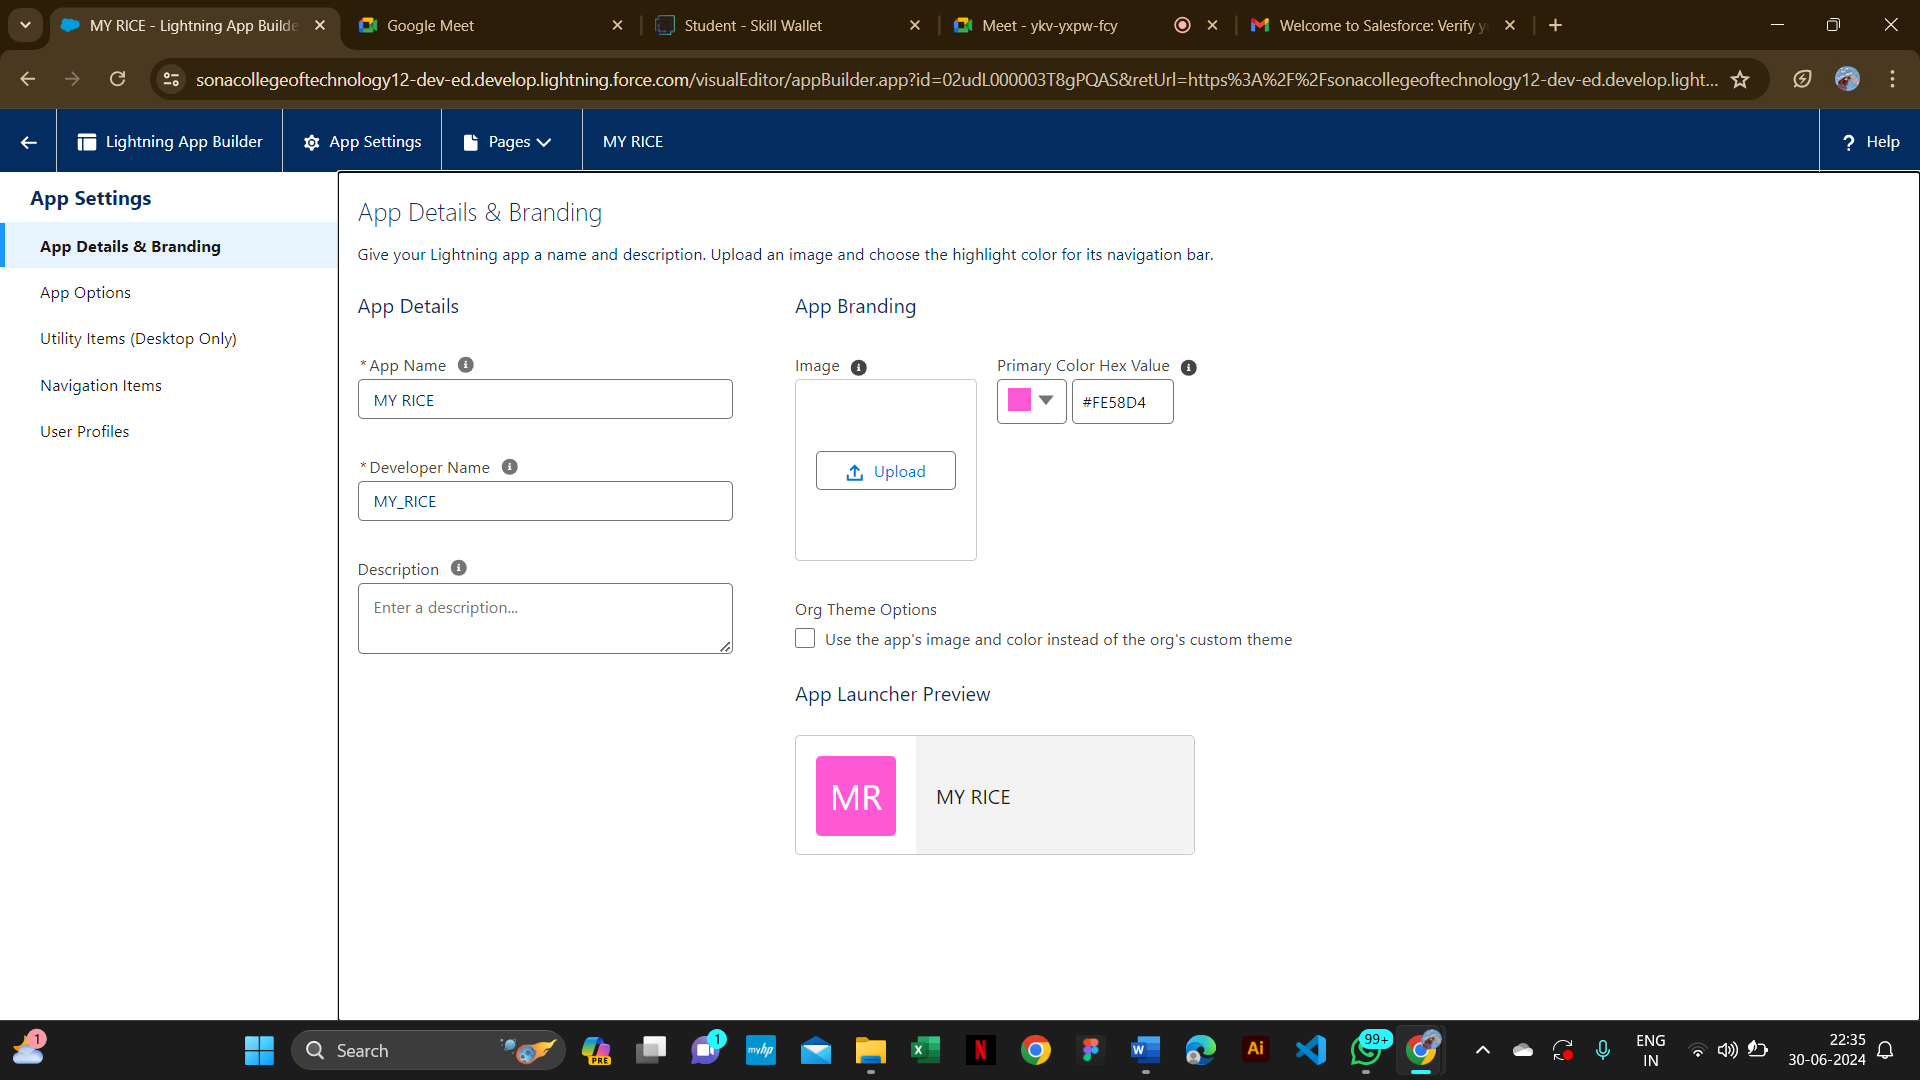 MY RICE - Lightning App Builde
Google Meet
Student - Skill Wallet
Meet - ykv-yxpw-fcy
Welcome to Salesforce: Verify y
sonacollegeoftechnology12-dev-ed.develop.lightning.force.com/visualEditor/appBuilder.app?id=02udL000003T8gPQAS&retUrl=https%3A%2F%2Fsonacollegeoftechnology12-dev-ed.develop.light...
Lightning App Builder
App Settings
Pages
MY RICE
? Help
App Settings
App Details & Branding
App Options
Utility Items (Desktop Only)
Navigation Items
User Profiles
App Details & Branding
Give your Lightning app a name and description. Upload an image and choose the highlight color for its navigation bar.
App Details
*App Name
MY RICE
*Developer Name
MY_RICE
Description
Enter a description...
App Branding
Image
Primary Color Hex Value
#FE58D4
Upload
Org Theme Options
Use the app's image and color instead of the org's custom theme
App Launcher Preview
MR
MY RICE
1
Search
PRE
1
myhp
N
Ai
99+
ENG
IN
22:35
30-06-2024